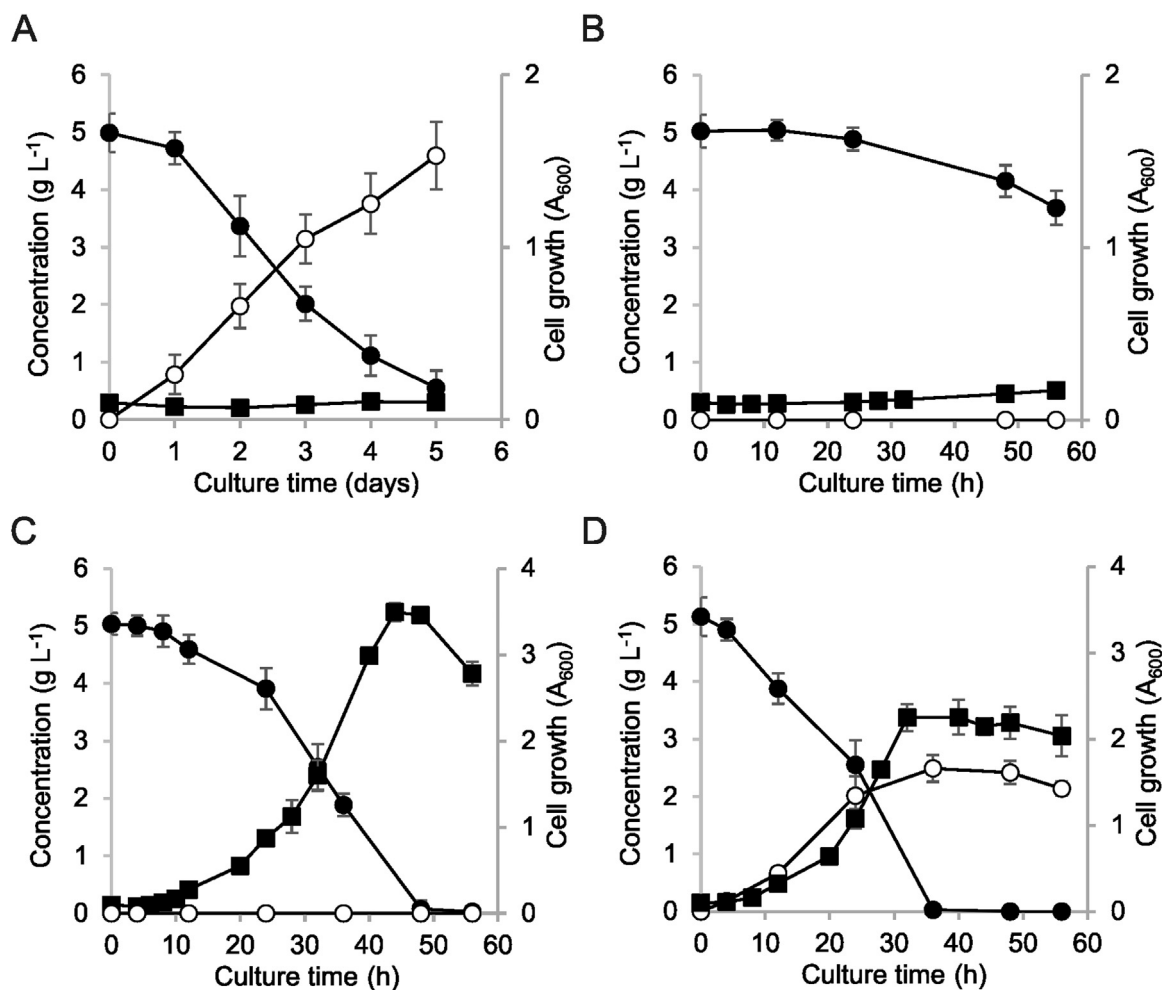 A
6
5
4
3
2
1
0
Concentration (g L⁻¹)
2
1
0
Cell growth (A₆₀₀)
0 1 2 3 4 5 6
Culture time (days)
B
6
5
4
3
2
1
0
Concentration (g L⁻¹)
2
1
0
Cell growth (A₆₀₀)
0 10 20 30 40 50 60
Culture time (h)
C
6
5
4
3
2
1
0
Concentration (g L⁻¹)
4
3
2
1
0
Cell growth (A₆₀₀)
0 10 20 30 40 50 60
Culture time (h)
D
6
5
4
3
2
1
0
Concentration (g L⁻¹)
4
3
2
1
0
Cell growth (A₆₀₀)
0 10 20 30 40 50 60
Culture time (h)